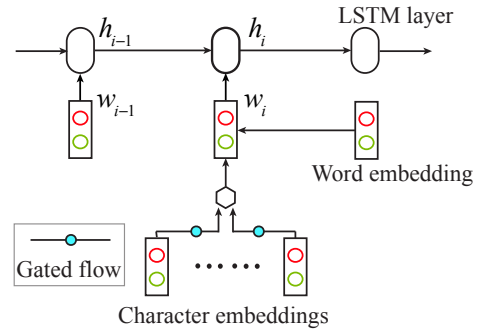 LSTM layer
h_{i-1}
h_i
w_{i-1}
w_i
Word embedding
Gated flow
Character embeddings